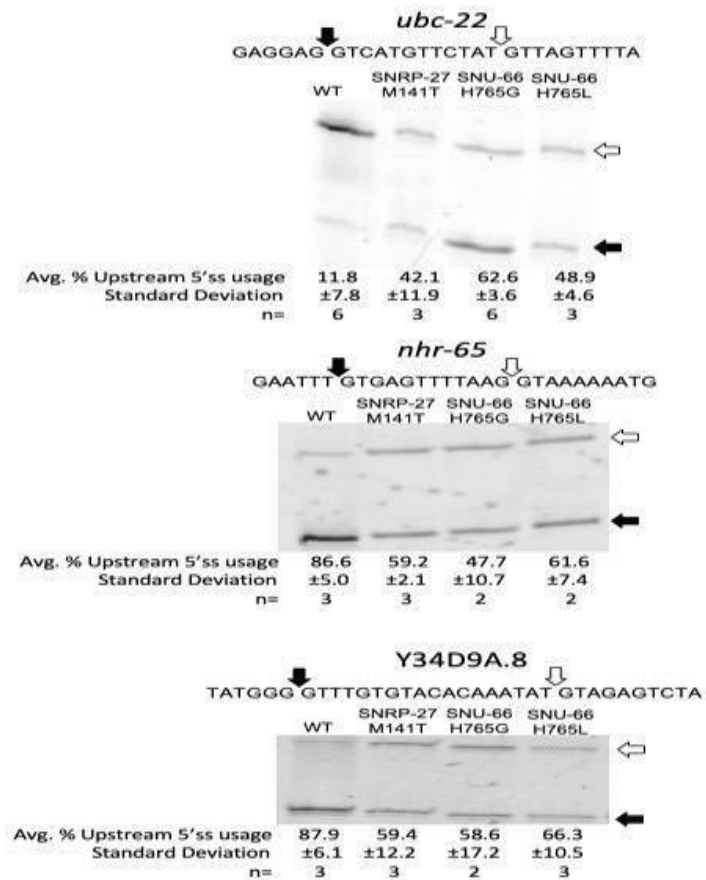 ubc-22
GAGGAG GTCATGTTCTAT GTTAGTTTTA
WT SNRP-27 M141T SNU-66 H765G SNU-66 H765L
Avg. % Upstream 5'ss usage 11.8 42.1 62.6 48.9
Standard Deviation ±7.8 ±11.9 ±3.6 ±4.6
n= 6 3 6 3
nhr-65
GAATTT GTGAGTTTTAAG GTAAAAAATG
WT SNRP-27 M141T SNU-66 H765G SNU-66 H765L
Avg. % Upstream 5'ss usage 86.6 59.2 47.7 61.6
Standard Deviation ±5.0 ±2.1 ±10.7 ±7.4
n= 3 3 2 2
Y34D9A.8
TATGGG GTTTGTGTACACAAATAT GTAGAGTCTA
WT SNRP-27 M141T SNU-66 H765G SNU-66 H765L
Avg. % Upstream 5'ss usage 87.9 59.4 58.6 66.3
Standard Deviation ±6.1 ±12.2 ±17.2 ±10.5
n= 3 3 2 3